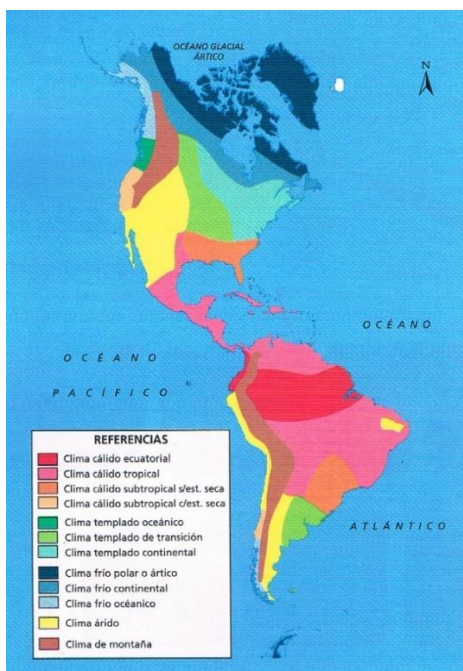 OCÉANO GLACIAL
ÁRTICO
N
OCÉANO
OCÉANO
PACÍFICO
ATLÁNTICO
REFERENCIAS
Clima cálido ecuatorial
Clima cálido tropical
Clima cálido subtropical s/est. seca
Clima cálido subtropical c/est. seca
Clima templado oceánico
Clima templado de transición
Clima templado continental
Clima frío polar o ártico
Clima frío continental
Clima frío océanico
Clima árido
Clima de montaña